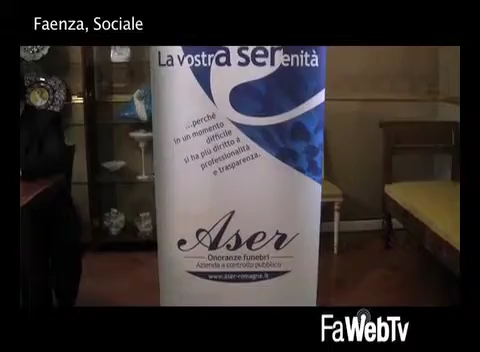 Faenza, Sociale
La vostrA SERenità
...perché
in un momento
difficile
si ha più diritto a
professionalità
e trasparenza.
Aser
Onoranze funebri
Azienda a controllo pubblico
www.aser-romagna.it
FaWebTv